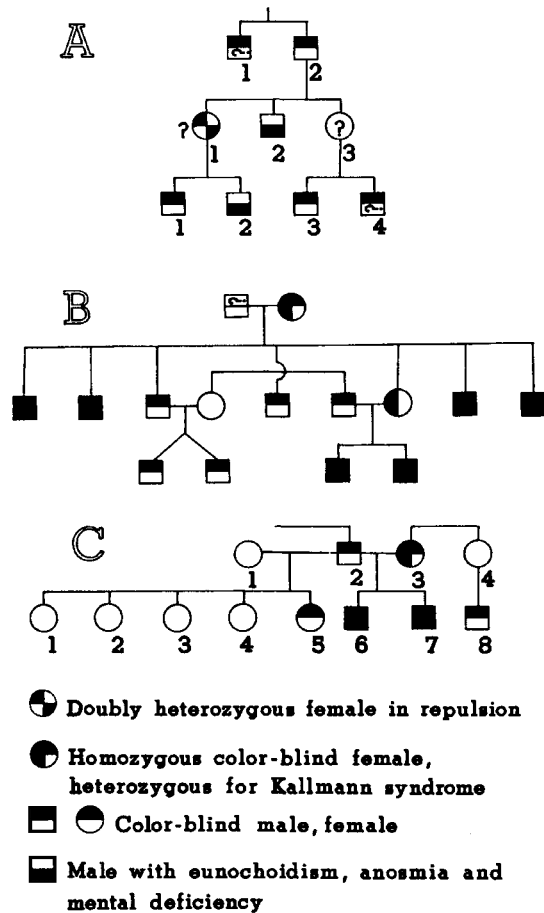 A
?
1
2
?
?
1
2
3
?
1
2
3
4
B
?
C
1
2
3
4
1
2
3
4
5
6
7
8
Doubly heterozygous female in repulsion
Homozygous color-blind female,
heterozygous for Kallmann syndrome
Color-blind male, female
Male with eunochoidism, anosmia and
mental deficiency